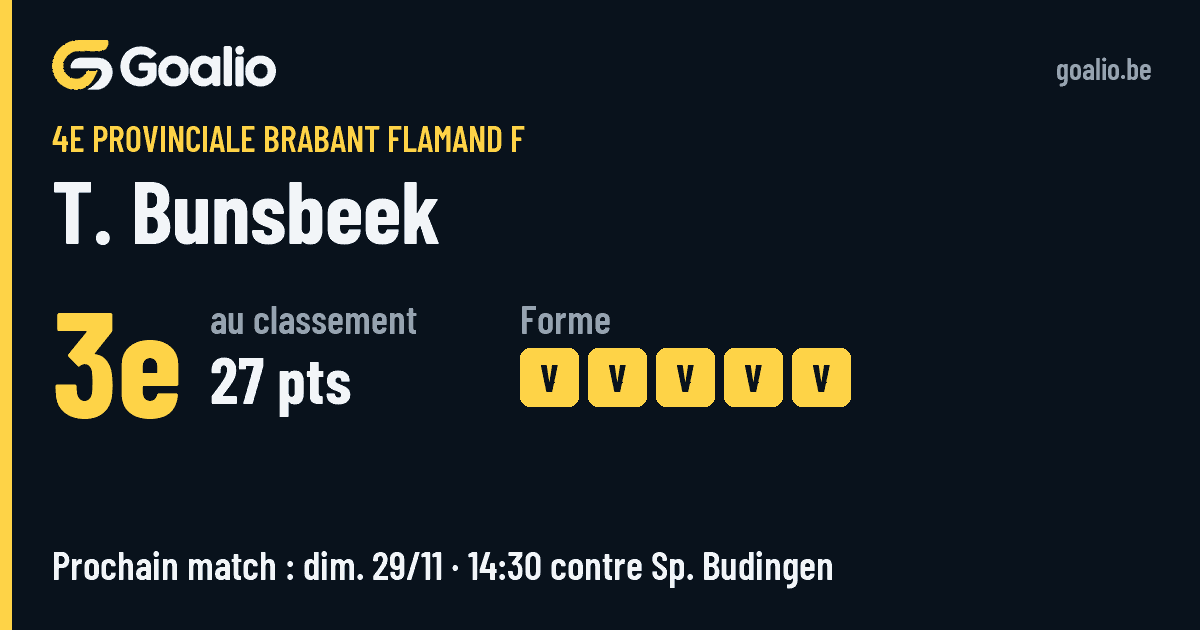 Goalio
goalio.be
4E PROVINCIALE BRABANT FLAMAND F
T. Bunsbeek
3e
au classement
27 pts
Forme
V V V V V
Prochain match : dim. 29/11 · 14:30 contre Sp. Budingen